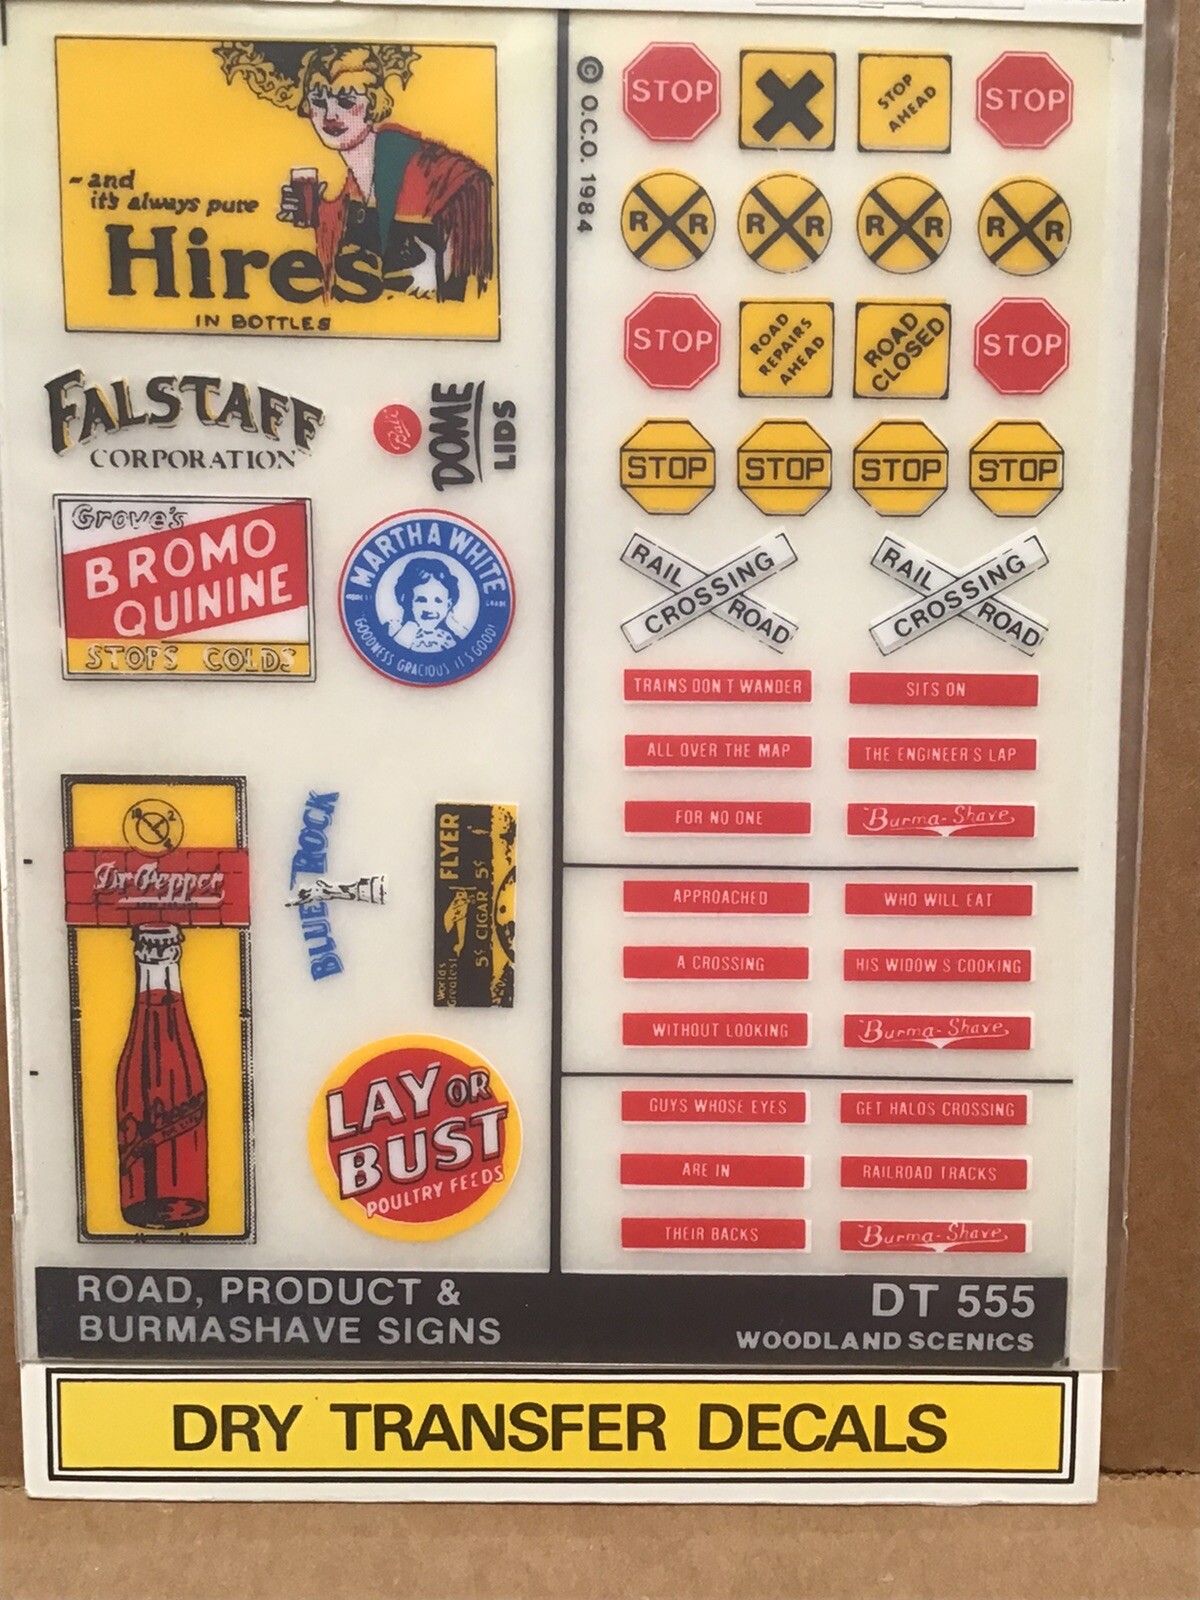 ~and
it's always pure
Hires
IN BOTTLES
FALSTAFF
CORPORATION
Ball
DOME
LIDS
Grove's
BROMO
QUININE
STOPS COLDS
MARTHA WHITE
GOODNESS GRACIOUS IT'S GOOD!
10 2
4
Dr Pepper
BLUE ROCK
FLYER
5¢ CIGAR 5¢
Worlds
Greatest
LAY OR
BUST
POULTRY FEEDS
© O.C.O. 1984
STOP
STOP
AHEAD
STOP
R R
R R
R R
R R
STOP
ROAD
REPAIRS
AHEAD
ROAD
CLOSED
STOP
STOP
STOP
STOP
STOP
RAIL ROAD
CROSSING
RAIL ROAD
CROSSING
TRAINS DON'T WANDER
SITS ON
ALL OVER THE MAP
THE ENGINEER'S LAP
FOR NO ONE
Burma-Shave
APPROACHED
WHO WILL EAT
A CROSSING
HIS WIDOW'S COOKING
WITHOUT LOOKING
Burma-Shave
GUYS WHOSE EYES
GET HALOS CROSSING
ARE IN
RAILROAD TRACKS
THEIR BACKS
Burma-Shave
ROAD, PRODUCT &
BURMASHAVE SIGNS
DT 555
WOODLAND SCENICS
DRY TRANSFER DECALS